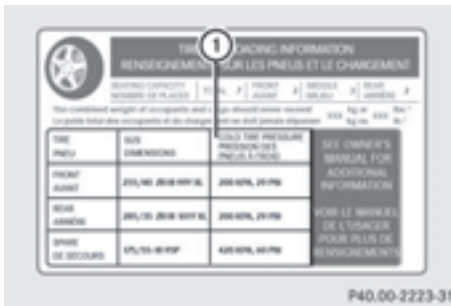 TIRE LOADING INFORMATION
RENSEIGNEMENTS SUR LES PNEUS ET LE CHARGEMENT
1
SEATING CAPACITY
NOMBRE DE PLACES
FRONT
AVANT
MIDDLE
MILIEU
REAR
ARRIÈRE
The combined weight of occupants and should never exceed XXX kg or XXX lbs.
Le poids total des occupants et du ne doit jamais dépasser XXX kg ou XXX lb.
TIRE
PNEU
SIZE
DIMENSIONS
COLD TIRE PRESSURE
PRESSION DES
PNEUS À FROID
SEE OWNER'S
MANUAL FOR
ADDITIONAL
INFORMATION
VOIR LE MANUEL
DE L'USAGER
POUR PLUS DE
RENSEIGNEMENTS
FRONT
AVANT
200 KPA, 29 PSI
REAR
ARRIÈRE
200 KPA, 29 PSI
SPARE
DE SECOURS
420 KPA, 60 PSI
P40.00-2223-31